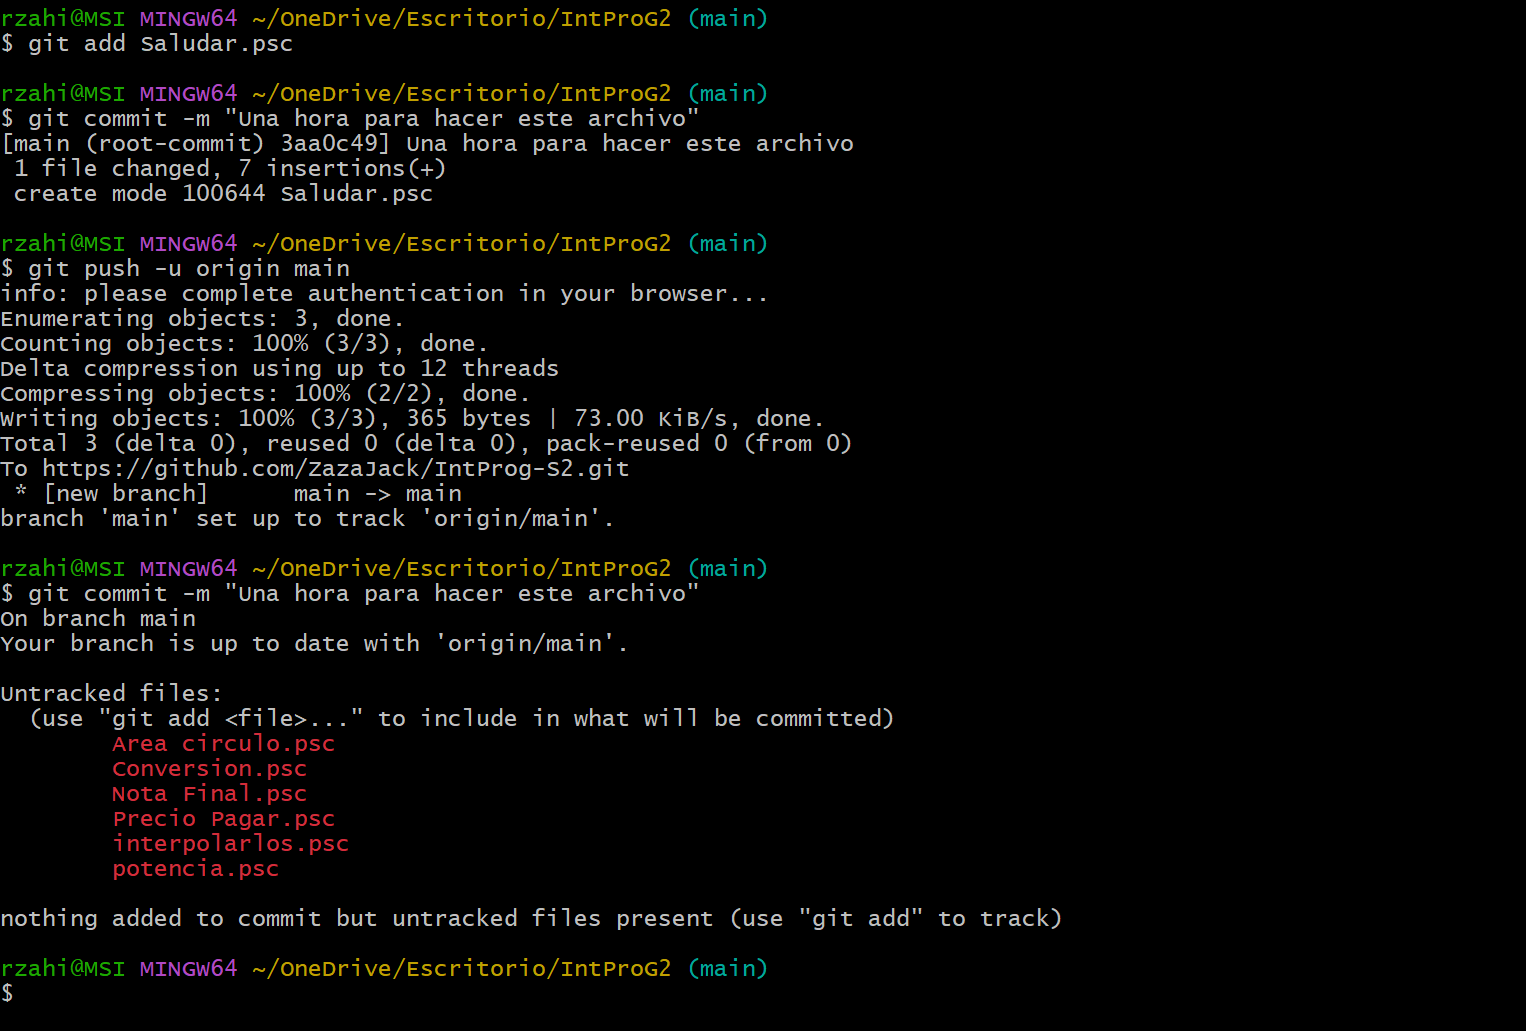 rzahi@MSI MINGW64 ~/OneDrive/Escritorio/IntProG2 (main)
$ git add Saludar.psc
rzahi@MSI MINGW64 ~/OneDrive/Escritorio/IntProG2 (main)
$ git commit -m "Una hora para hacer este archivo"
[main (root-commit) 3aa0c49] Una hora para hacer este archivo
 1 file changed, 7 insertions(+)
 create mode 100644 Saludar.psc
rzahi@MSI MINGW64 ~/OneDrive/Escritorio/IntProG2 (main)
$ git push -u origin main
info: please complete authentication in your browser...
Enumerating objects: 3, done.
Counting objects: 100% (3/3), done.
Delta compression using up to 12 threads
Compressing objects: 100% (2/2), done.
Writing objects: 100% (3/3), 365 bytes | 73.00 KiB/s, done.
Total 3 (delta 0), reused 0 (delta 0), pack-reused 0 (from 0)
To https://github.com/ZazaJack/IntProg-S2.git
 * [new branch]      main -> main
branch 'main' set up to track 'origin/main'.
rzahi@MSI MINGW64 ~/OneDrive/Escritorio/IntProG2 (main)
$ git commit -m "Una hora para hacer este archivo"
On branch main
Your branch is up to date with 'origin/main'.
Untracked files:
  (use "git add <file>..." to include in what will be committed)
        Area circulo.psc
        Conversion.psc
        Nota Final.psc
        Precio Pagar.psc
        interpolarlos.psc
        potencia.psc
nothing added to commit but untracked files present (use "git add" to track)
rzahi@MSI MINGW64 ~/OneDrive/Escritorio/IntProG2 (main)
$